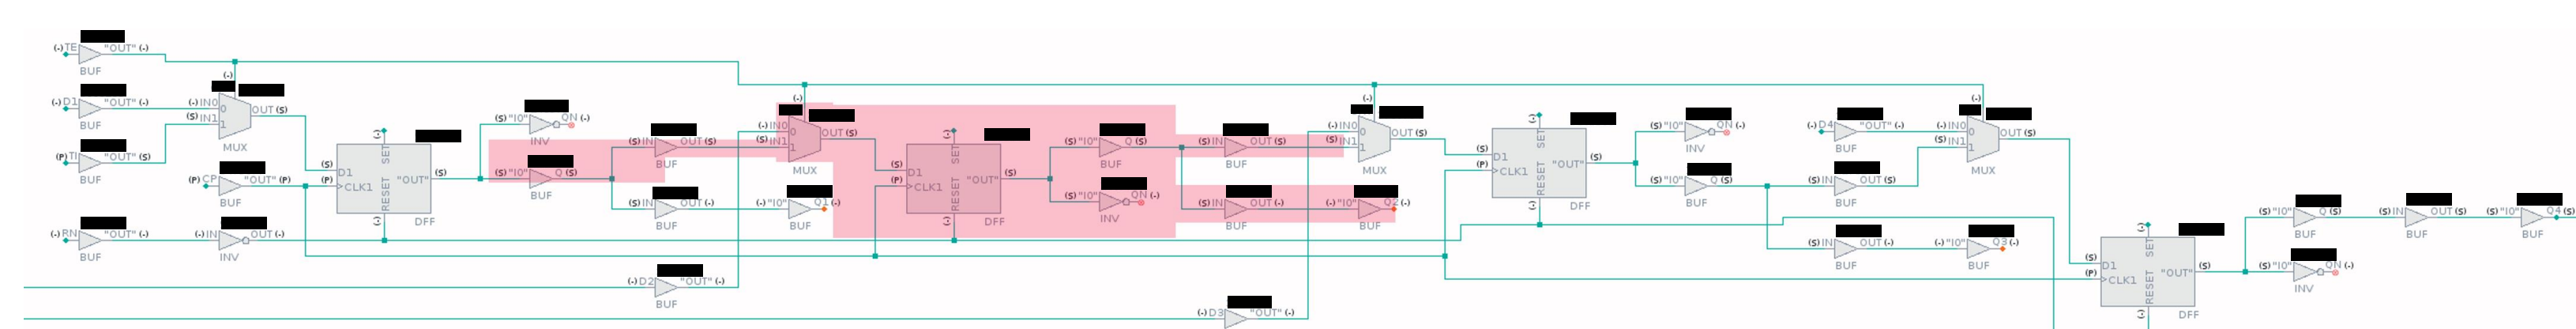 (-) TE "OUT" (-)
BUF
(-)
(-) D1 "OUT" (-) (-) IN0 0 OUT (S)
BUF (S) IN1 1
MUX
(P) TI "OUT" (S)
BUF
(P) CP "OUT" (P)
BUF
(-) RN "OUT" (-) (-) IN OUT (-)
BUF INV
(S) D1 SET
(P) CLK1 "OUT" (S)
RESET DFF
(S) "I0" QN (-)
INV
(S) "I0" Q (S)
BUF
(S) IN OUT (S)
BUF
(S) IN OUT (-) (-) "I0" Q1 (-)
BUF BUF
(-) D2 "OUT" (-)
BUF
(-)
(-) IN0 0 OUT (S)
(S) IN1 1
MUX
(S) D1 SET
(P) CLK1 "OUT" (S)
RESET DFF
(S) "I0" Q (S)
BUF
(S) "I0" QN (-)
INV
(S) IN OUT (S)
BUF
(S) IN OUT (-) (-) "I0" Q2 (-)
BUF BUF
(-) D3 "OUT" (-)
(-)
(-) IN0 0 OUT (S)
(S) IN1 1
MUX
(S) D1 SET
(P) CLK1 "OUT" (S)
RESET DFF
(S) "I0" QN (-)
INV
(S) "I0" Q (S)
BUF
(-) D4 "OUT" (-)
BUF
(S) IN OUT (S)
BUF
(S) IN OUT (-) (-) "I0" Q3 (-)
BUF BUF
(-)
(-) IN0 0 OUT (S)
(S) IN1 1
MUX
(S) D1 SET
(P) CLK1 "OUT" (S)
RESET DFF
(S) "I0" Q (S) (S) IN OUT (S) (S) "I0" Q4 (S)
BUF BUF BUF
(S) "I0" QN (-)
INV